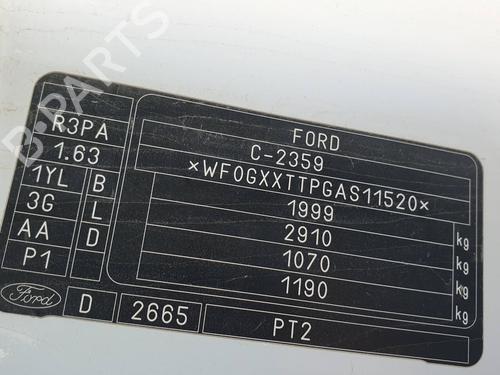 B-PARTS
R3PA
1.63
1YL B
3G L
AA D
P1
FORD
C-2359
×WF0GXXTTPGAS11520×
1999 kg
2910 kg
1070 kg
1190 kg
Ford
D
2665
PT2